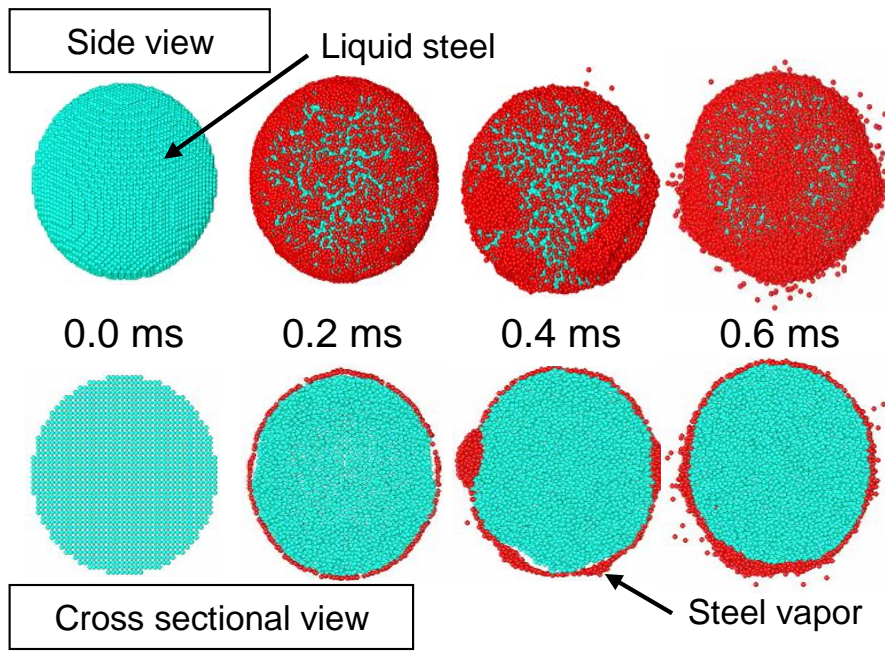 Side view
Liquid steel
0.0 ms
0.2 ms
0.4 ms
0.6 ms
Cross sectional view
Steel vapor